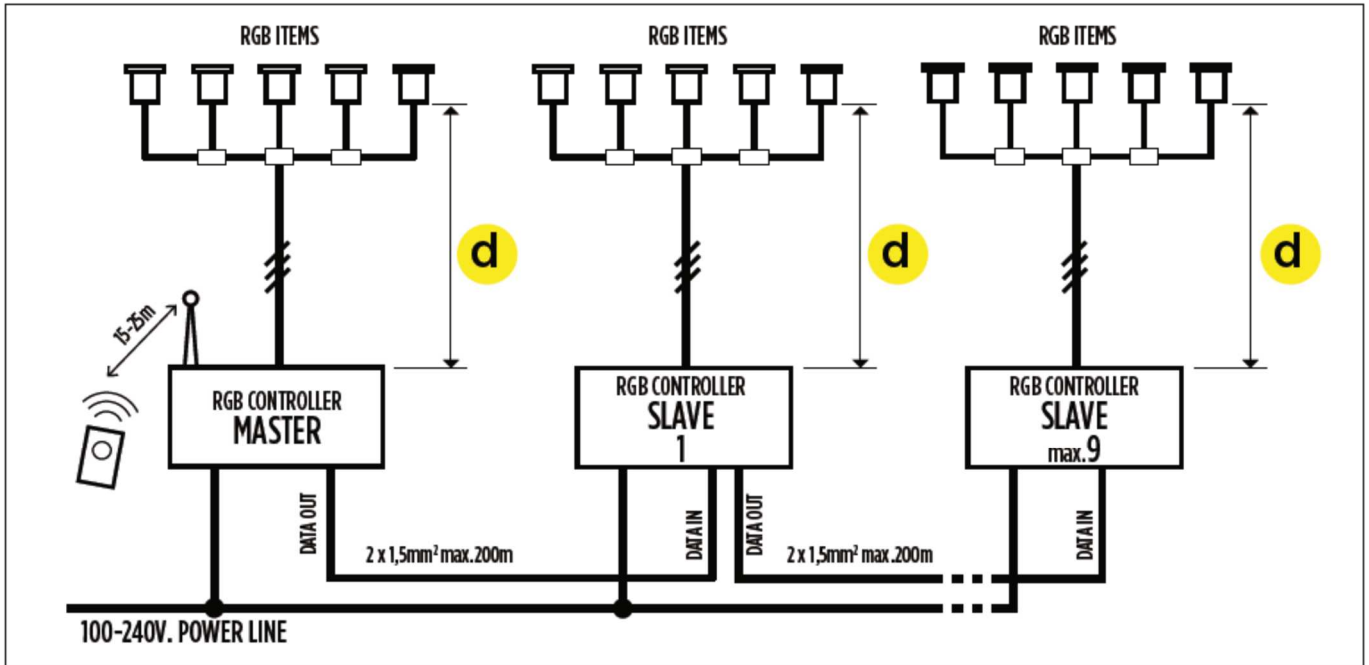 RGB ITEMS
RGB ITEMS
RGB ITEMS
d
d
d
15-25m
RGB CONTROLLER
MASTER
RGB CONTROLLER
SLAVE
1
RGB CONTROLLER
SLAVE
max.9
DATA OUT
DATA IN
DATA OUT
DATA IN
2 x 1,5mm² max.200m
2 x 1,5mm² max.200m
100-240V. POWER LINE